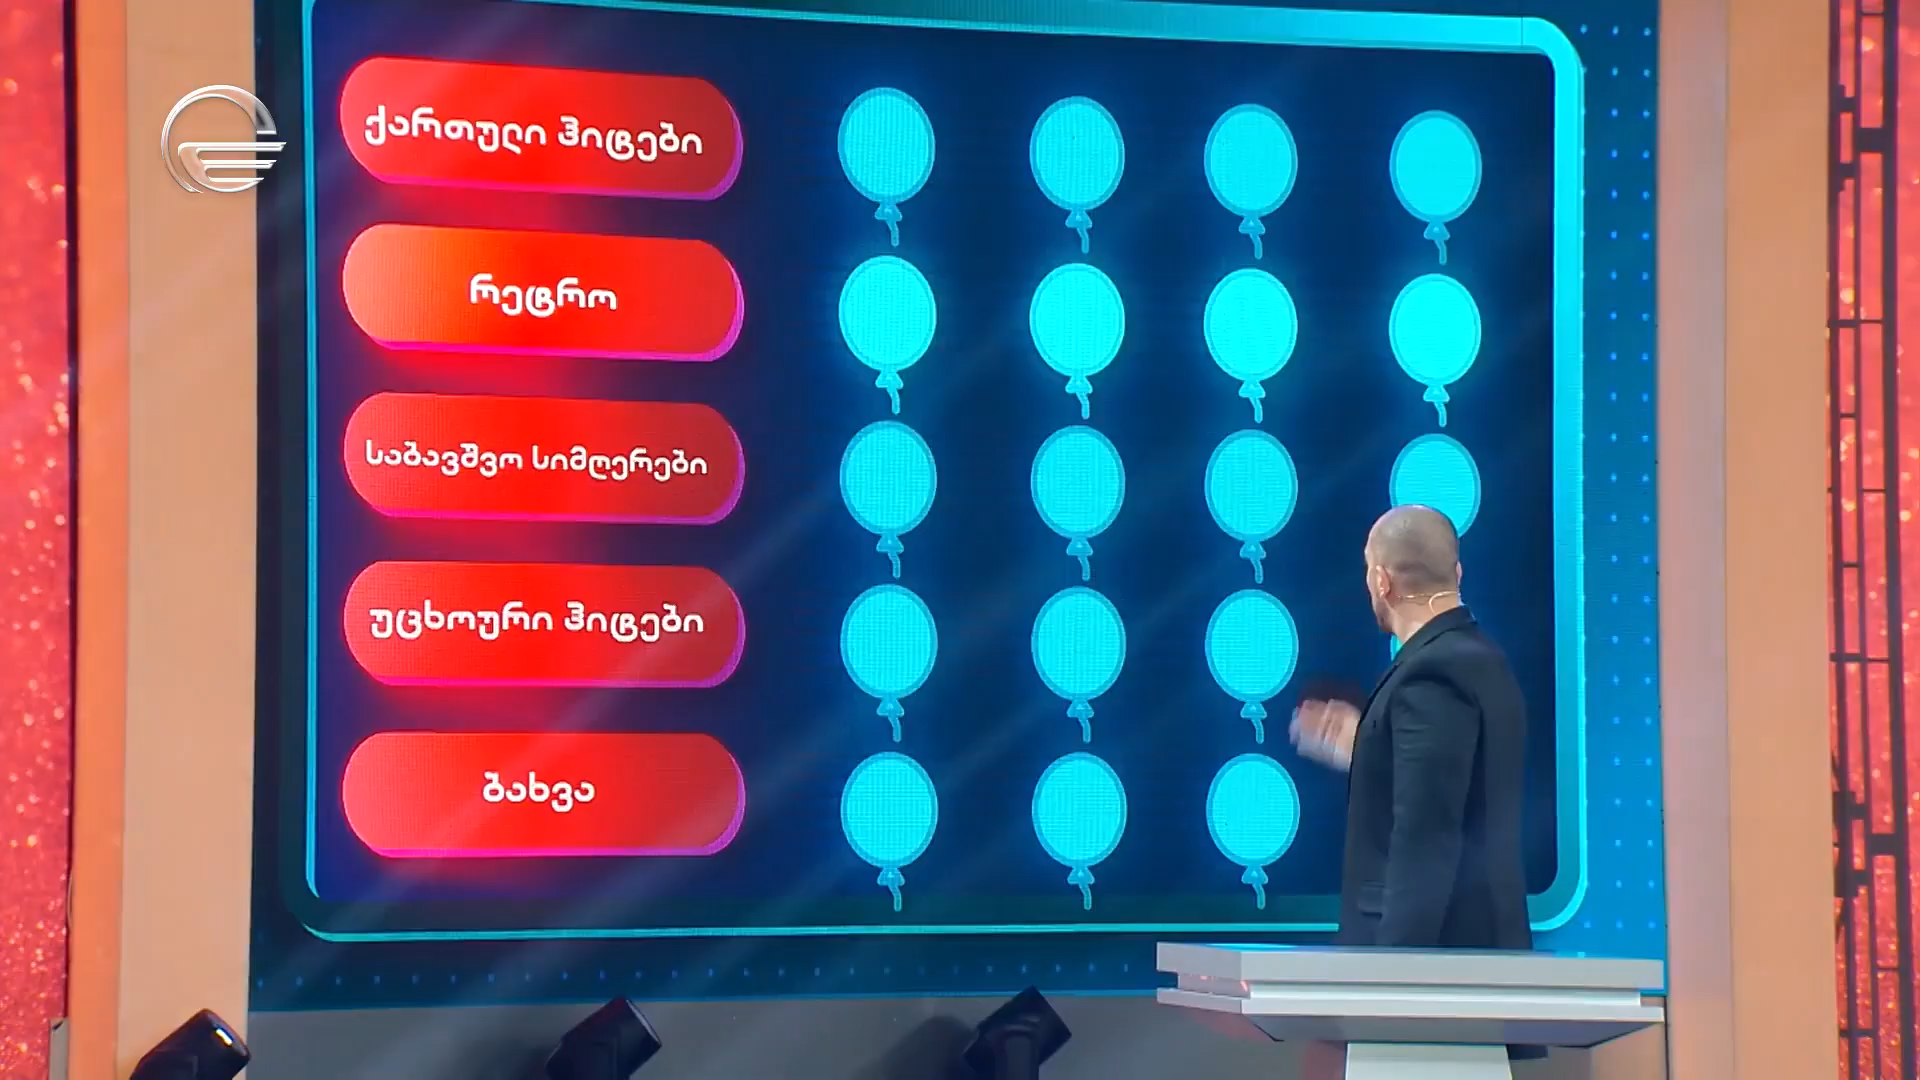 ქართული ჰიტები
რეტრო
საბავშვო სიმღერები
უცხოური ჰიტები
ბახვა